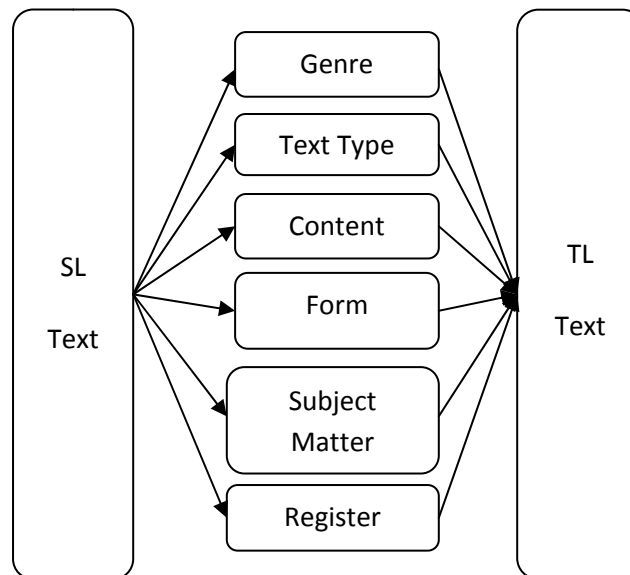 SL
Text
Genre
Text Type
Content
Form
Subject
Matter
Register
TL
Text